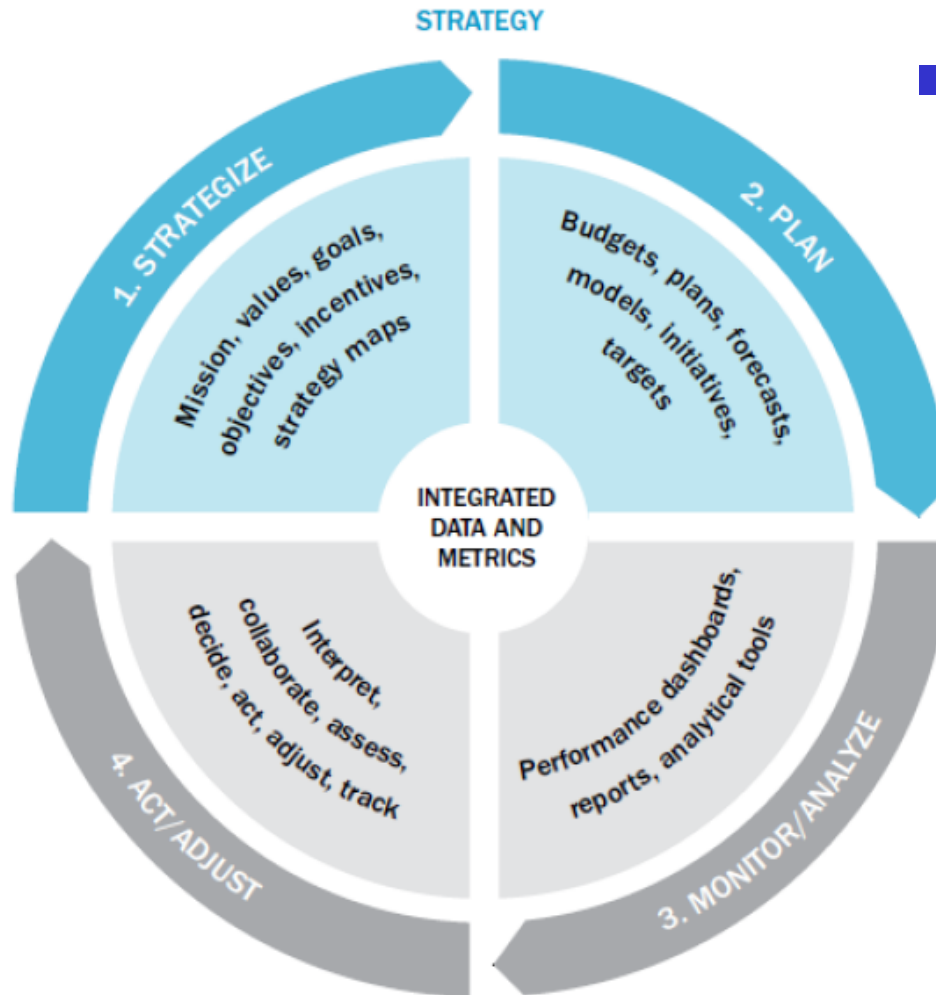 STRATEGY
1. STRATEGIZE
Mission, values, goals,
objectives, incentives,
strategy maps
2. PLAN
Budgets, plans, forecasts,
models, initiatives,
targets
INTEGRATED
DATA AND
METRICS
Performance dashboards,
reports, analytical tools
3. MONITOR/ANALYZE
Interpret,
collaborate, assess,
decide, act, adjust, track
4. ACT/ADJUST